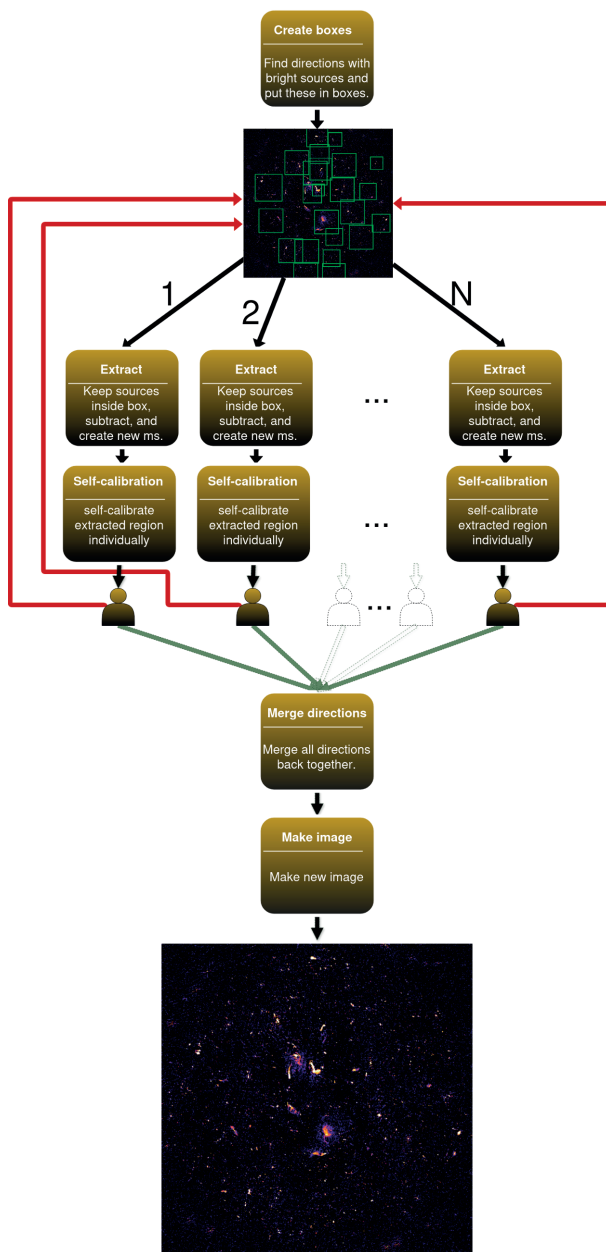 Create boxes
Find directions with
bright sources and
put these in boxes.
1
2
N
Extract
Keep sources
inside box,
subtract, and
create new ms.
Extract
Keep sources
inside box,
subtract, and
create new ms.
...
Extract
Keep sources
inside box,
subtract, and
create new ms.
Self-calibration
self-calibrate
extracted region
individually
Self-calibration
self-calibrate
extracted region
individually
...
Self-calibration
self-calibrate
extracted region
individually
...
Merge directions
Merge all directions
back together.
Make image
Make new image